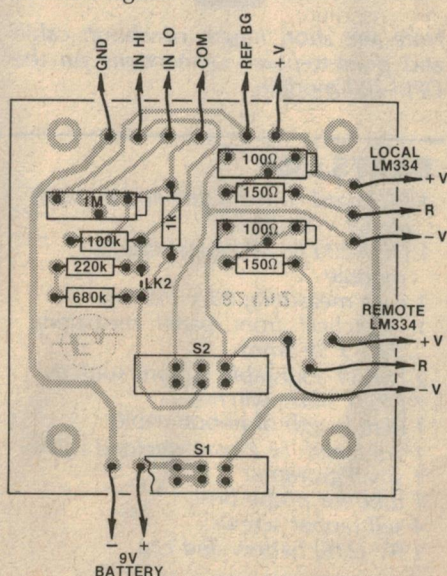 GND
IN HI
IN LO
COM
REF BG
+ V
LOCAL
LM334
+ V
R
- V
100Ω
150Ω
100Ω
150Ω
1M
1k
100k
220k
LK2
680k
82ih2
REMOTE
LM334
+ V
R
- V
S2
S1
- +
9V
BATTERY